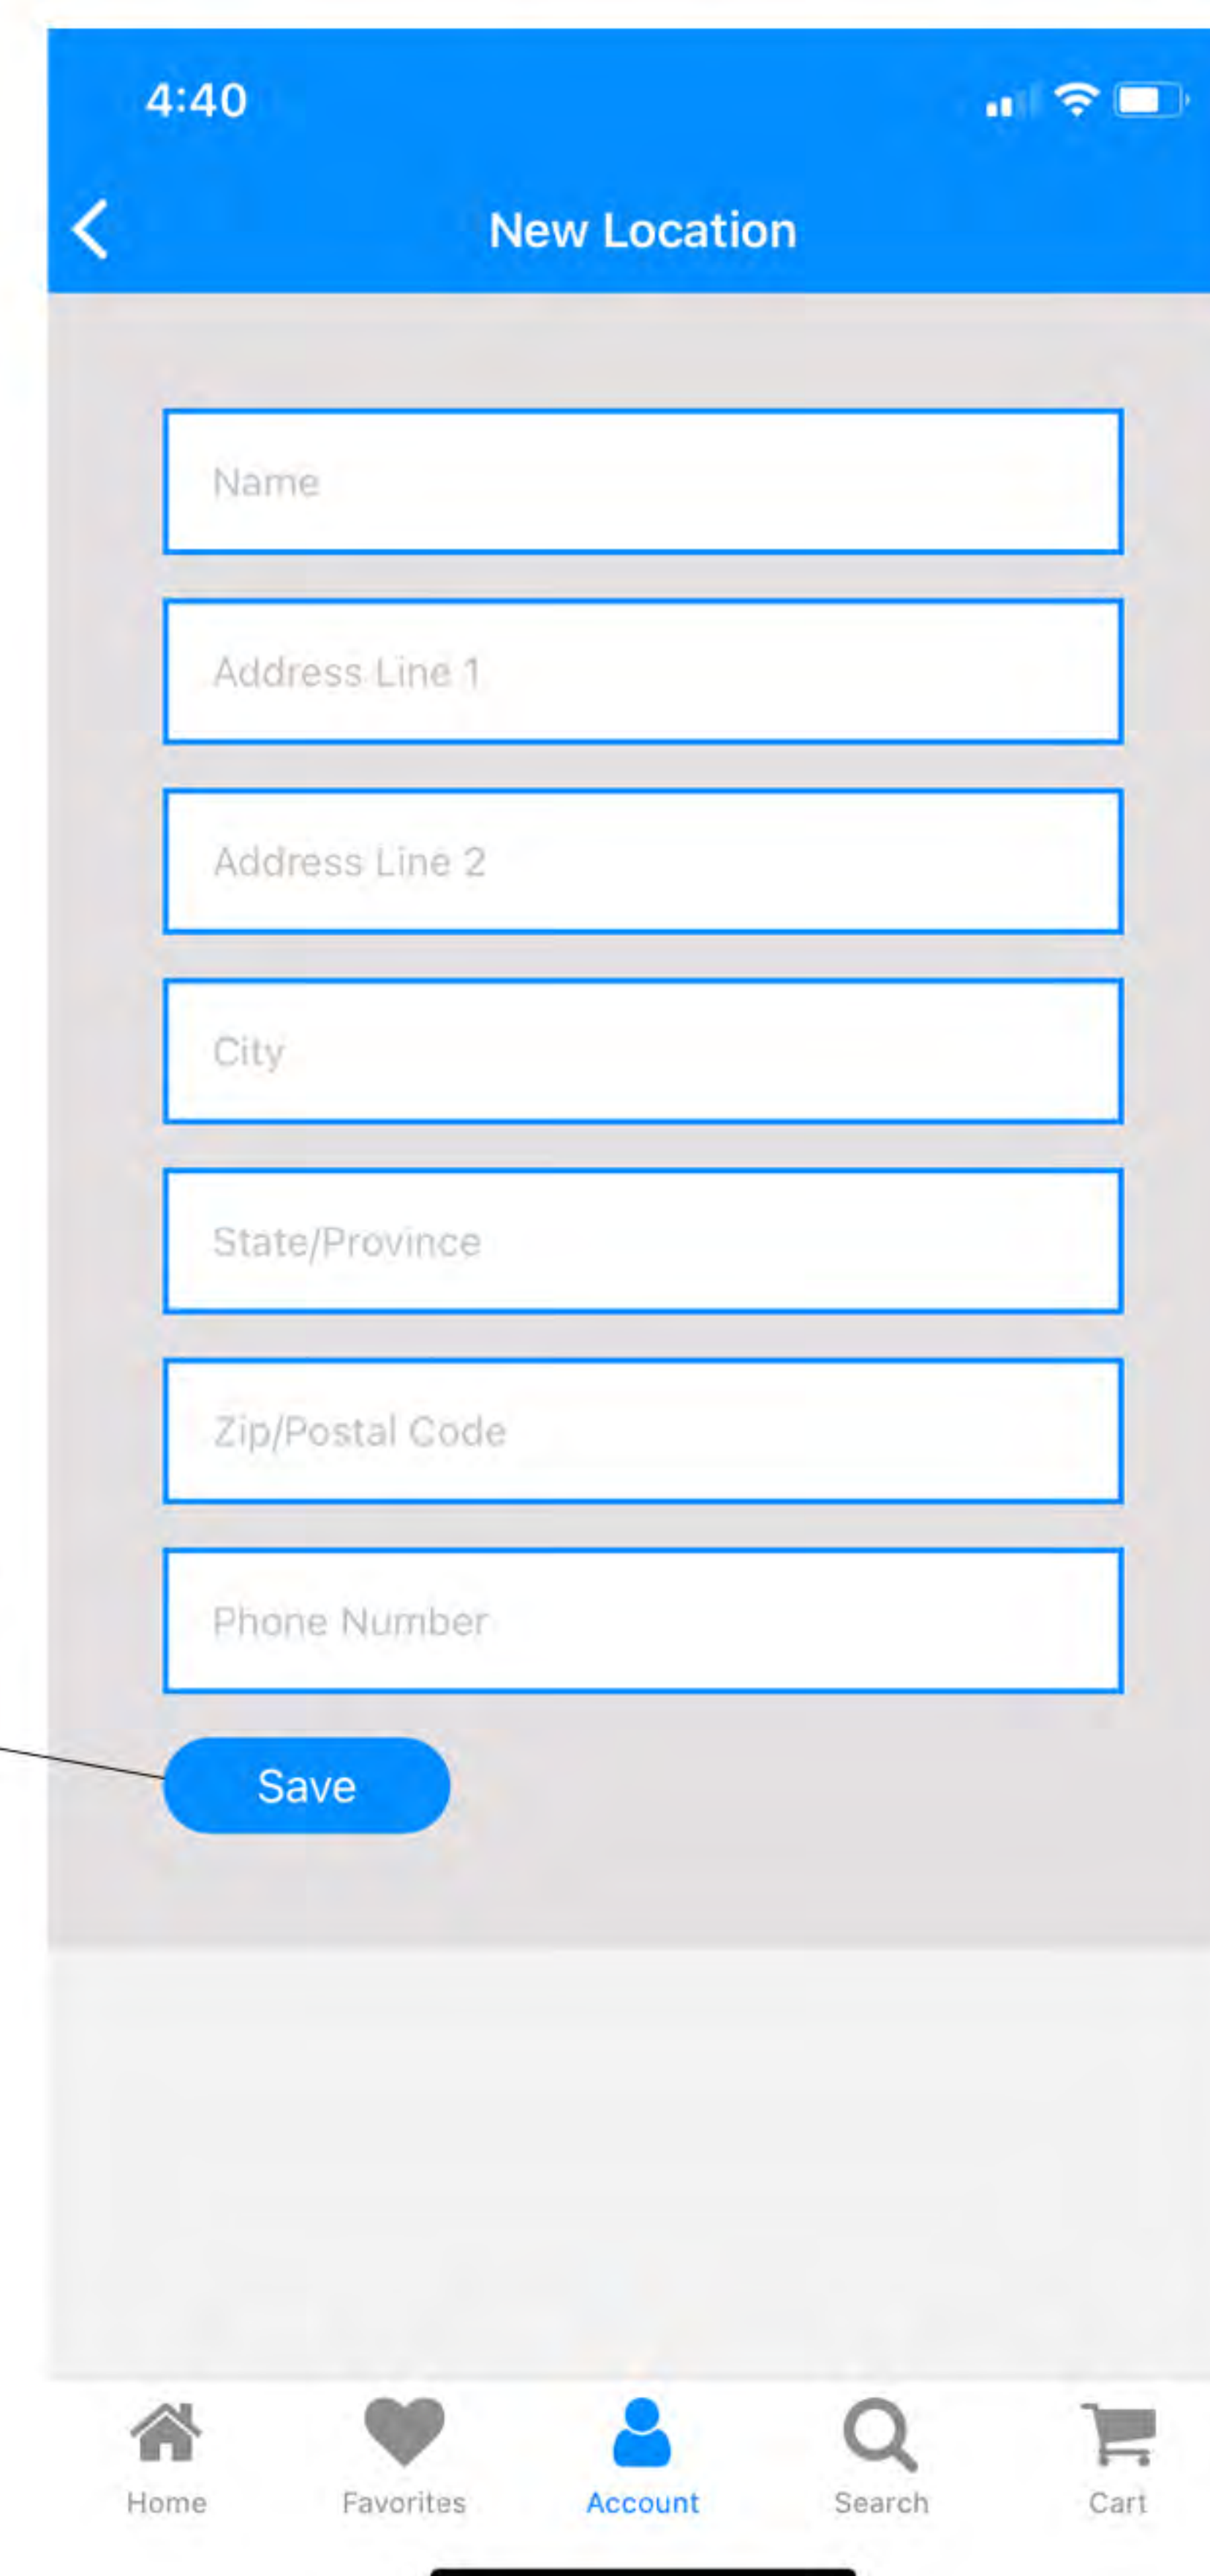 4:40
New Location
Name
Address Line 1
Address Line 2
City
State/Province
Zip/Postal Code
Phone Number
Save
Home Favorites Account Search Cart